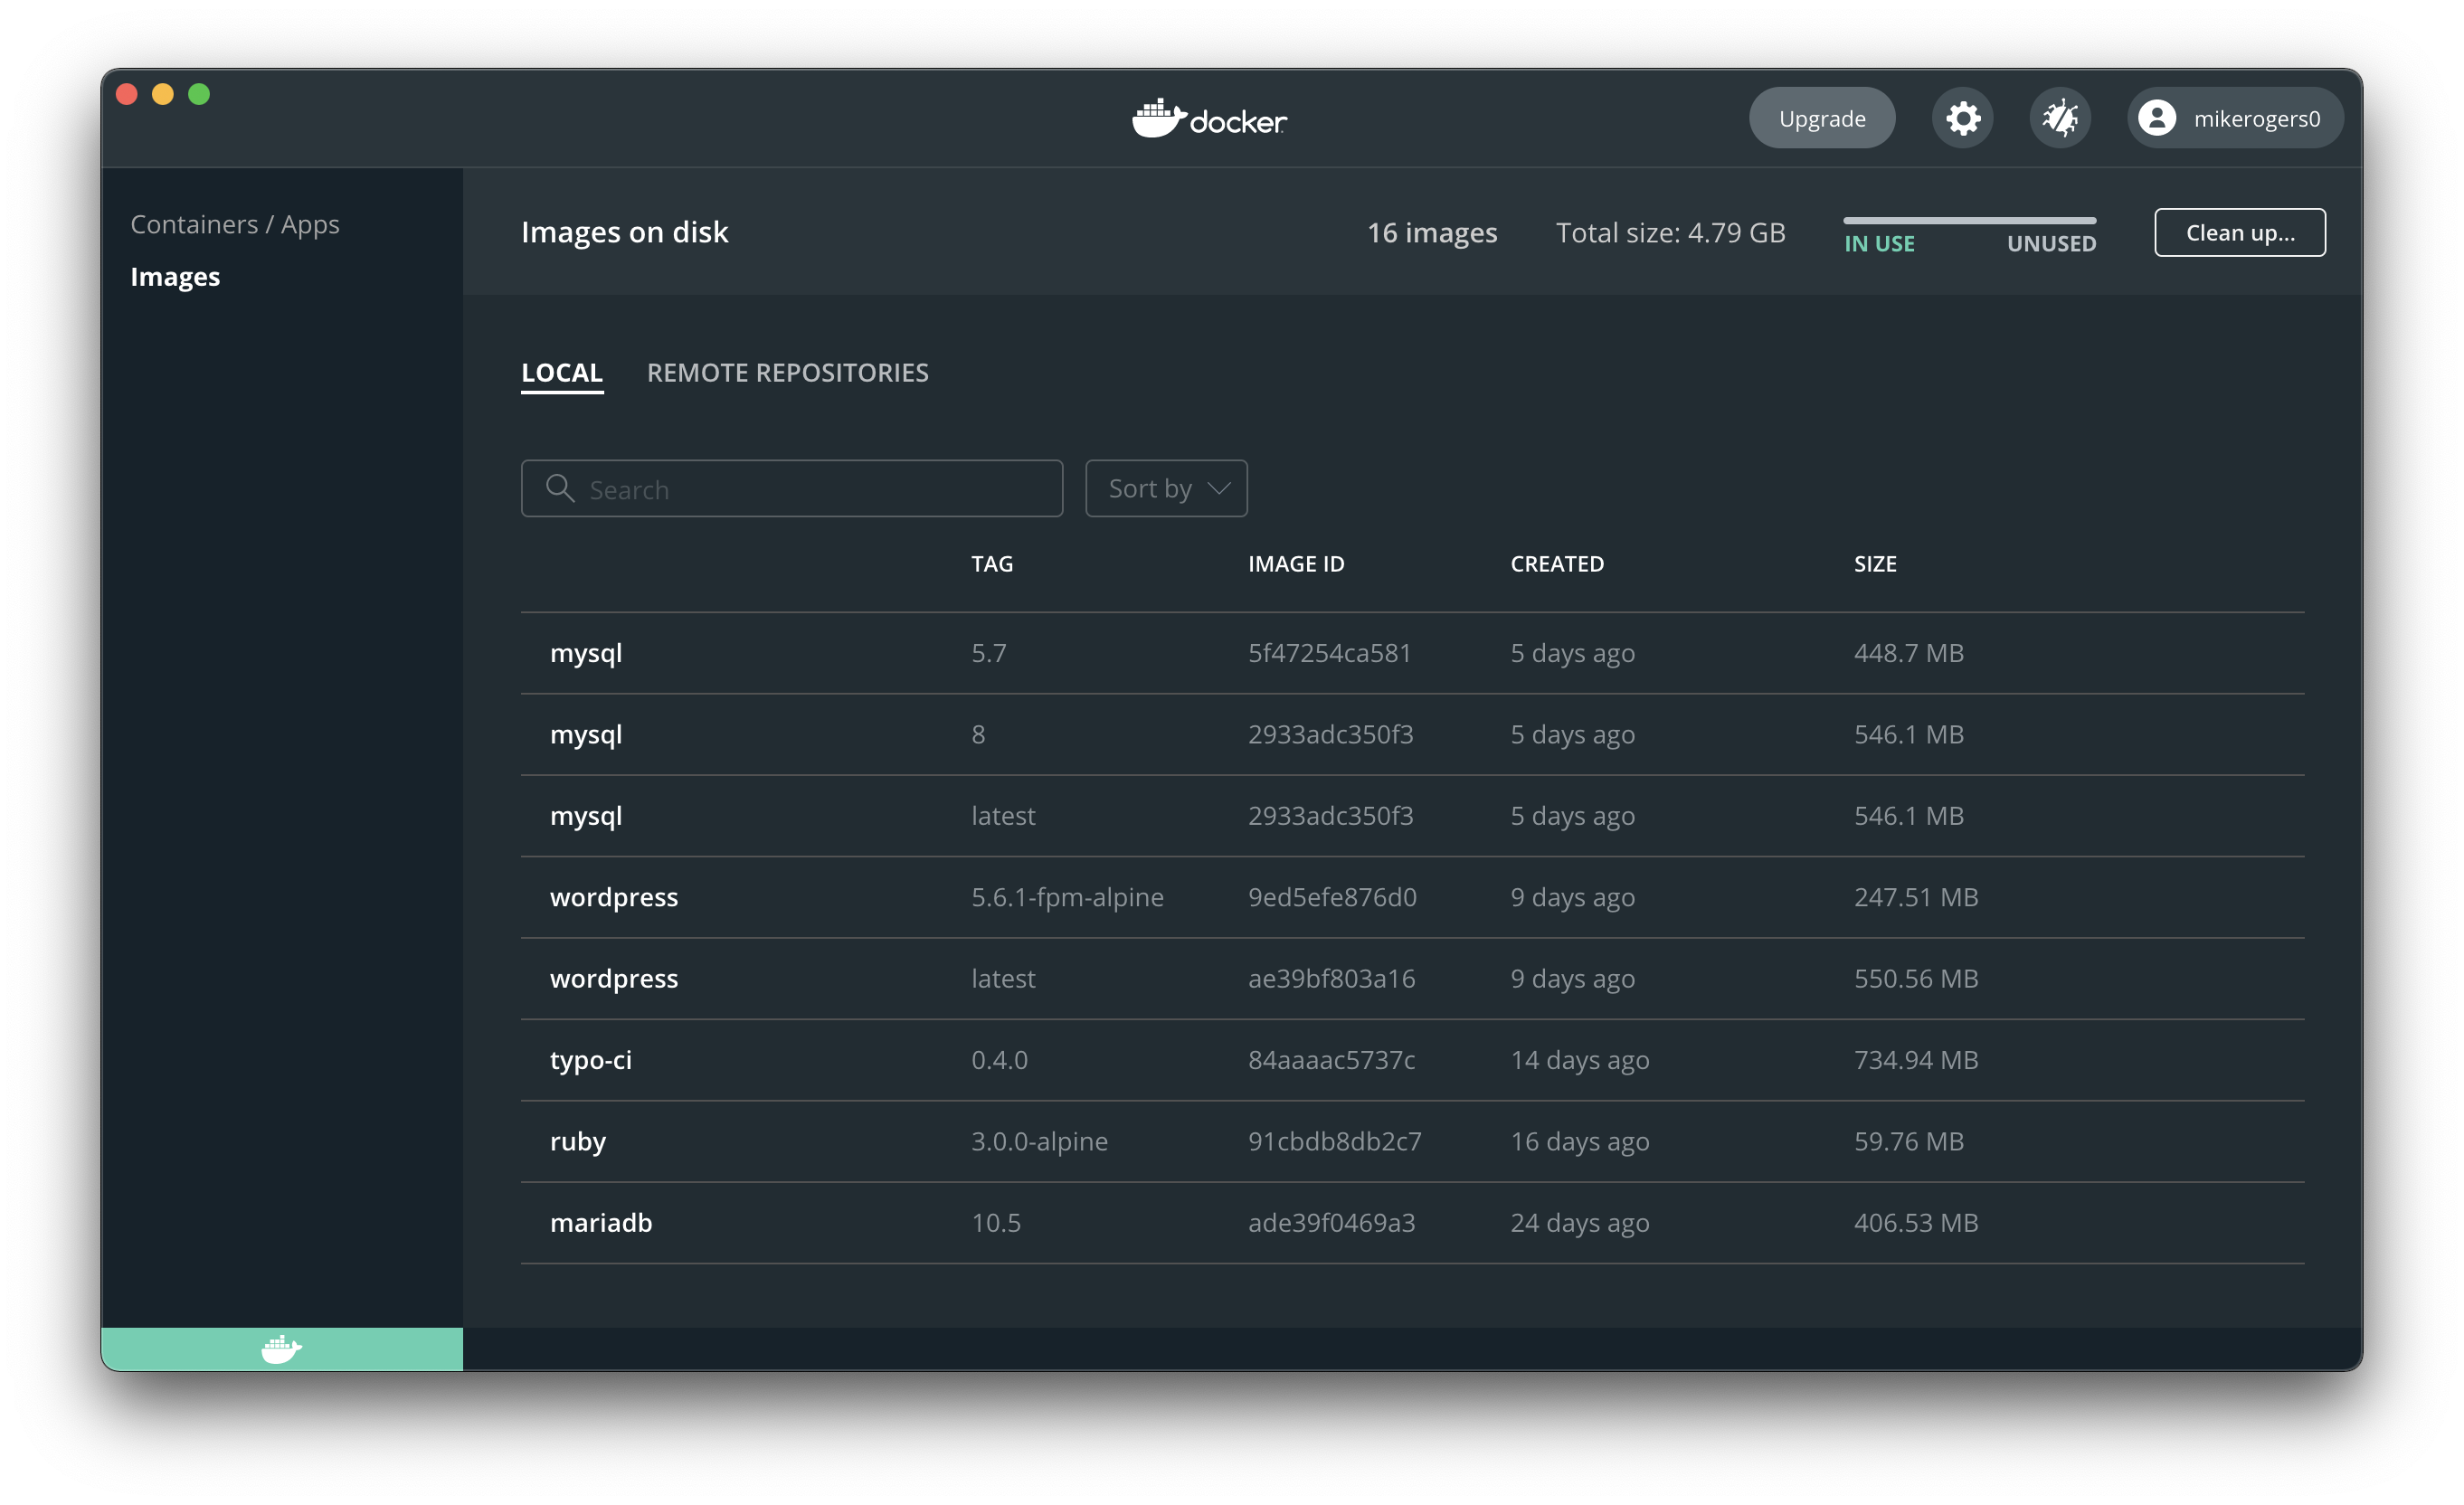 docker
Upgrade
mikerogers0
Containers / Apps
Images
Images on disk
16 images
Total size: 4.79 GB
IN USE
UNUSED
Clean up...
LOCAL
REMOTE REPOSITORIES
Search
Sort by
TAG IMAGE ID CREATED SIZE
mysql 5.7 5f47254ca581 5 days ago 448.7 MB
mysql 8 2933adc350f3 5 days ago 546.1 MB
mysql latest 2933adc350f3 5 days ago 546.1 MB
wordpress 5.6.1-fpm-alpine 9ed5efe876d0 9 days ago 247.51 MB
wordpress latest ae39bf803a16 9 days ago 550.56 MB
typo-ci 0.4.0 84aaaac5737c 14 days ago 734.94 MB
ruby 3.0.0-alpine 91cbdb8db2c7 16 days ago 59.76 MB
mariadb 10.5 ade39f0469a3 24 days ago 406.53 MB